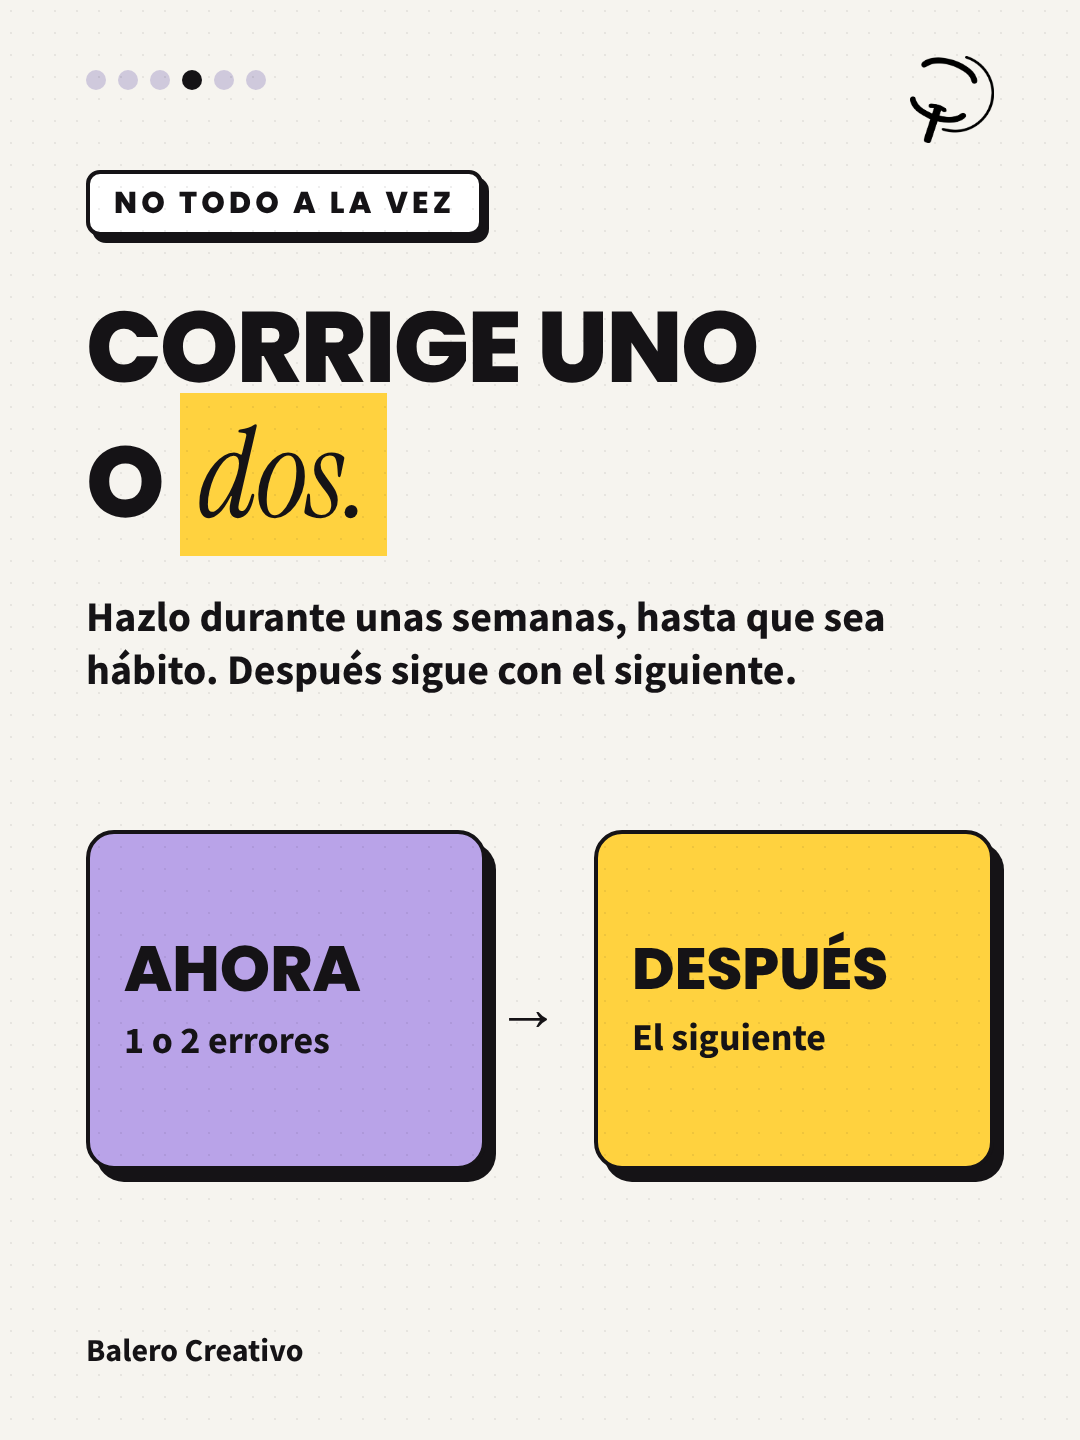 NO TODO A LA VEZ
CORRIGE UNO
O dos.
Hazlo durante unas semanas, hasta que sea
hábito. Después sigue con el siguiente.
AHORA
1 o 2 errores
→
DESPUÉS
El siguiente
Balero Creativo